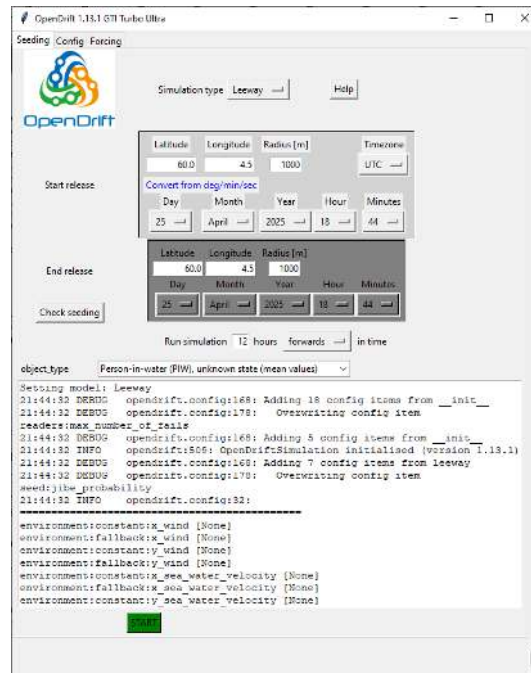 OpenDrift 1.13.1 GTI Turbo Ultra
Seeding Config Forcing
OpenDrift
Simulation type Leeway Help
Latitude Longitude Radius [m] Timezone
60.0 4.5 1000 UTC
Start release
Convert from deg/min/sec
Day Month Year Hour Minutes
25 April 2025 18 44
Latitude Longitude Radius [m]
End release 60.0 4.5 1000
Day Month Year Hour Minutes
25 April 2025 18 44
Check seeding
Run simulation 12 hours forwards in time
object_type Person-in-water (PIW), unknown state (mean values)
Setting model: Leeway
21:44:32 DEBUG opendrift.config:168: Adding 18 config items from __init__
21:44:32 DEBUG opendrift.config:178: Overwriting config item
readers:max_number_of_fails
21:44:32 DEBUG opendrift.config:168: Adding 5 config items from __init__
21:44:32 INFO opendrift:509: OpenDriftSimulation initialised (version 1.13.1)
21:44:32 DEBUG opendrift.config:168: Adding 7 config items from leeway
21:44:32 DEBUG opendrift.config:178: Overwriting config item
seed:jibe_probability
21:44:32 INFO opendrift.config:32:
==================================================
environment:constant:x_wind [None]
environment:fallback:x_wind [None]
environment:constant:y_wind [None]
environment:fallback:y_wind [None]
environment:constant:x_sea_water_velocity [None]
environment:fallback:x_sea_water_velocity [None]
environment:constant:y_sea_water_velocity [None]
START